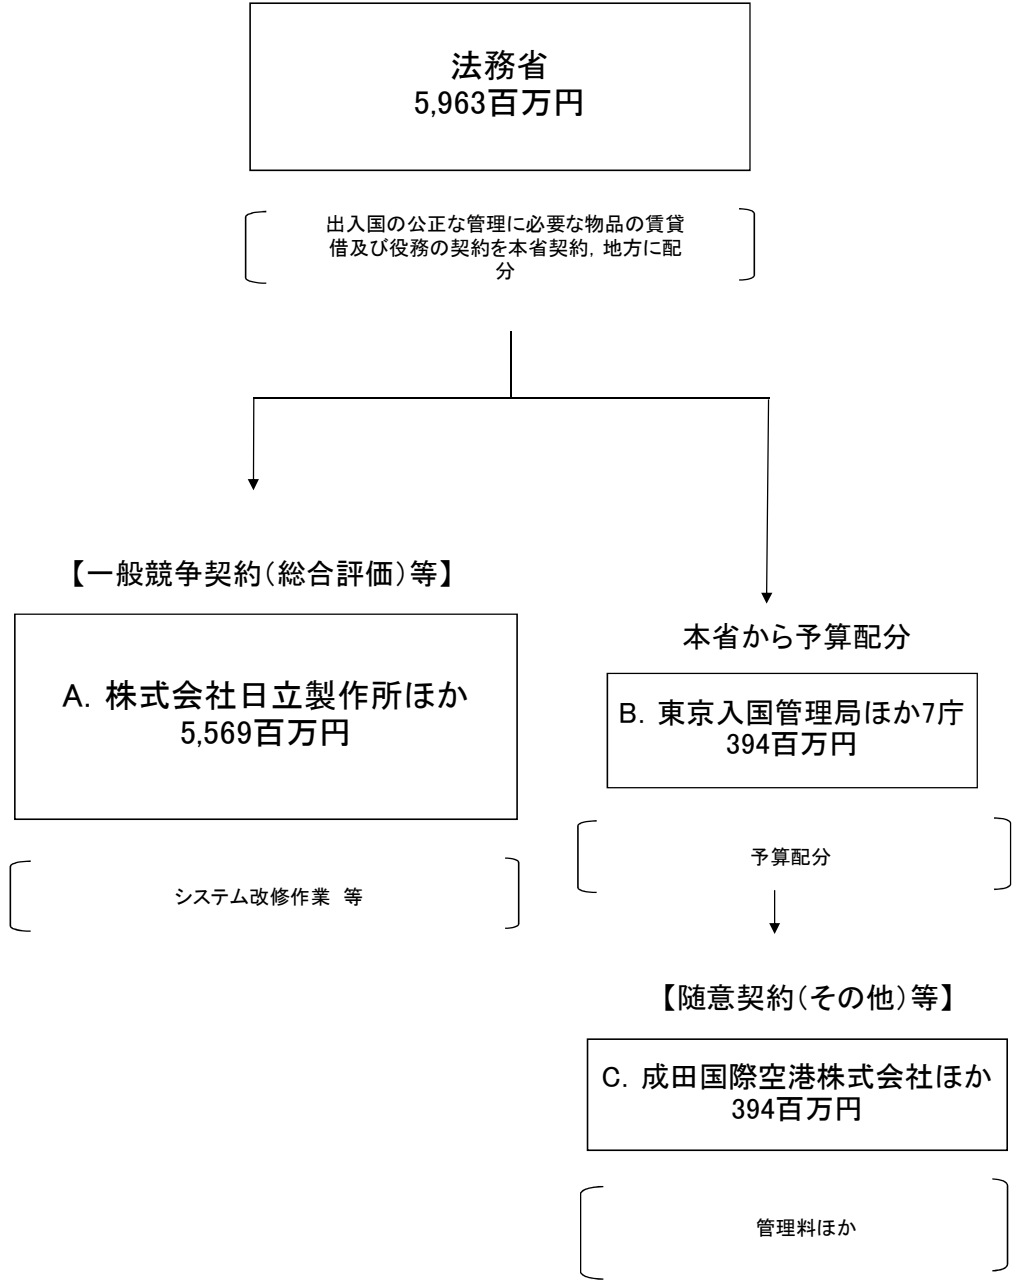 法務省
5,963百万円
出入国の公正な管理に必要な物品の賃貸
借及び役務の契約を本省契約，地方に配
分
【一般競争契約（総合評価）等】
A．株式会社日立製作所ほか
5,569百万円
システム改修作業　等
本省から予算配分
B．東京入国管理局ほか7庁
394百万円
予算配分
【随意契約（その他）等】
C．成田国際空港株式会社ほか
394百万円
管理料ほか